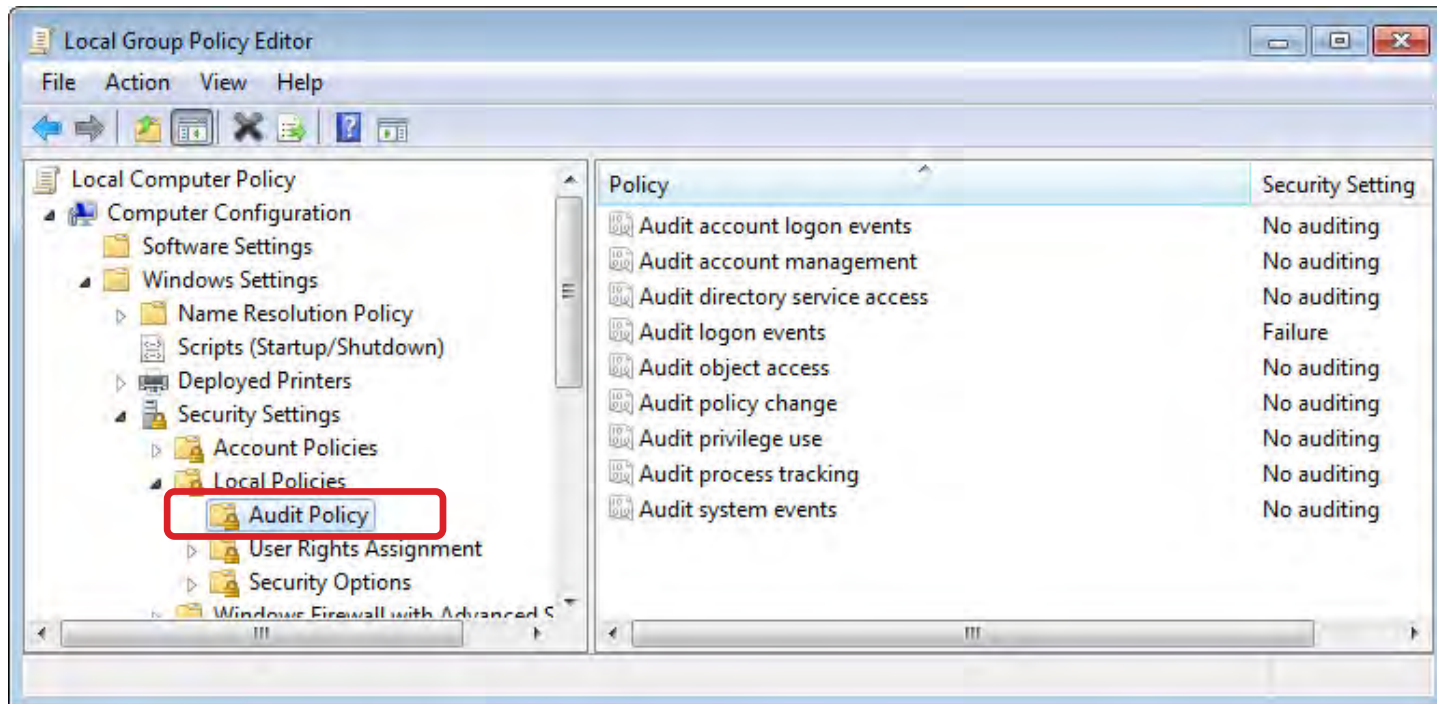 Local Group Policy Editor
File Action View Help
Local Computer Policy
Computer Configuration
Software Settings
Windows Settings
Name Resolution Policy
Scripts (Startup/Shutdown)
Deployed Printers
Security Settings
Account Policies
Local Policies
Audit Policy
User Rights Assignment
Security Options
Windows Firewall with Advanced S
Policy Security Setting
Audit account logon events No auditing
Audit account management No auditing
Audit directory service access No auditing
Audit logon events Failure
Audit object access No auditing
Audit policy change No auditing
Audit privilege use No auditing
Audit process tracking No auditing
Audit system events No auditing